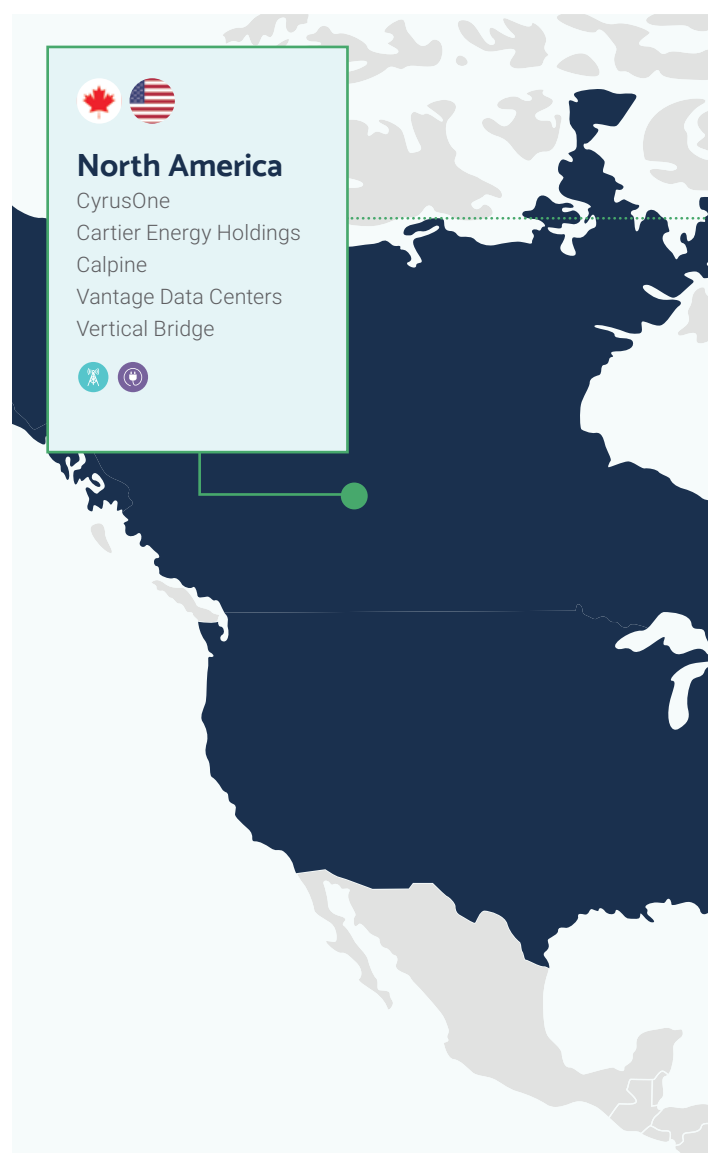 North America
CyrusOne
Cartier Energy Holdings
Calpine
Vantage Data Centers
Vertical Bridge